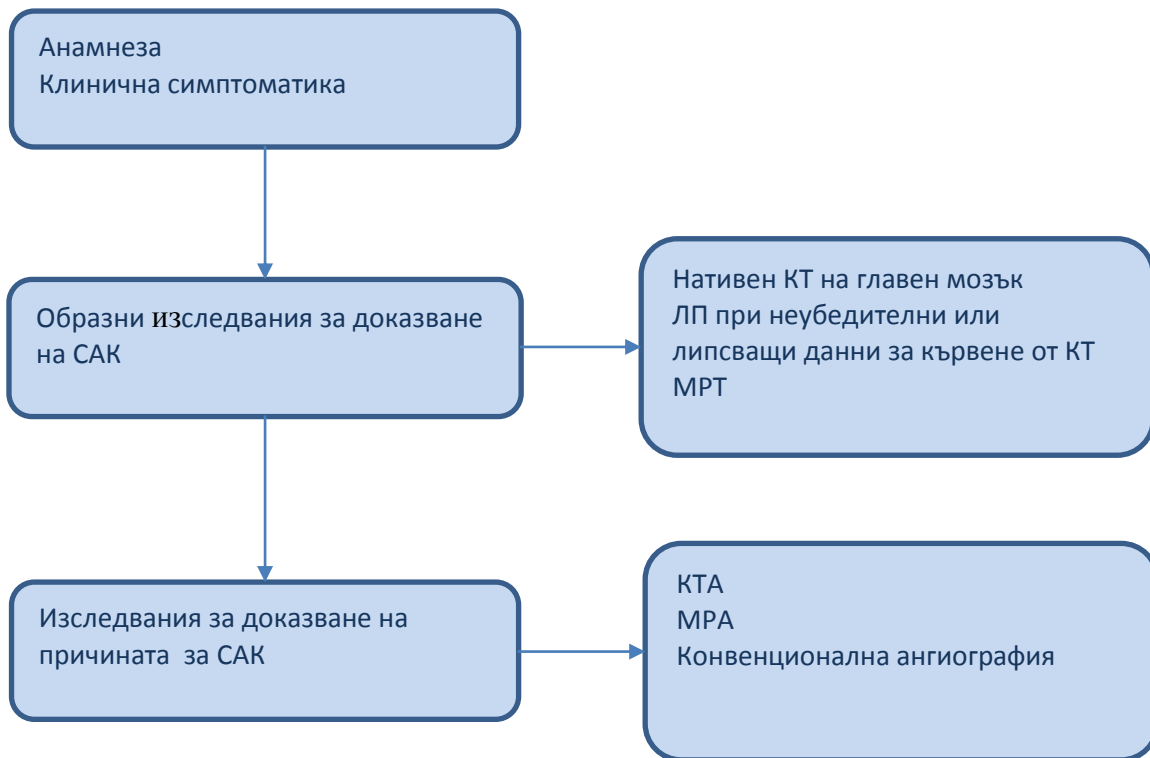 Анамнеза
Клинична симптоматика
Образни изследвания за доказване
на САК
Нативен КТ на главен мозък
ЛП при неубедителни или
липсващи данни за кървене от КТ
МРТ
Изследвания за доказване на
причината за САК
КТА
МРА
Конвенционална ангиография